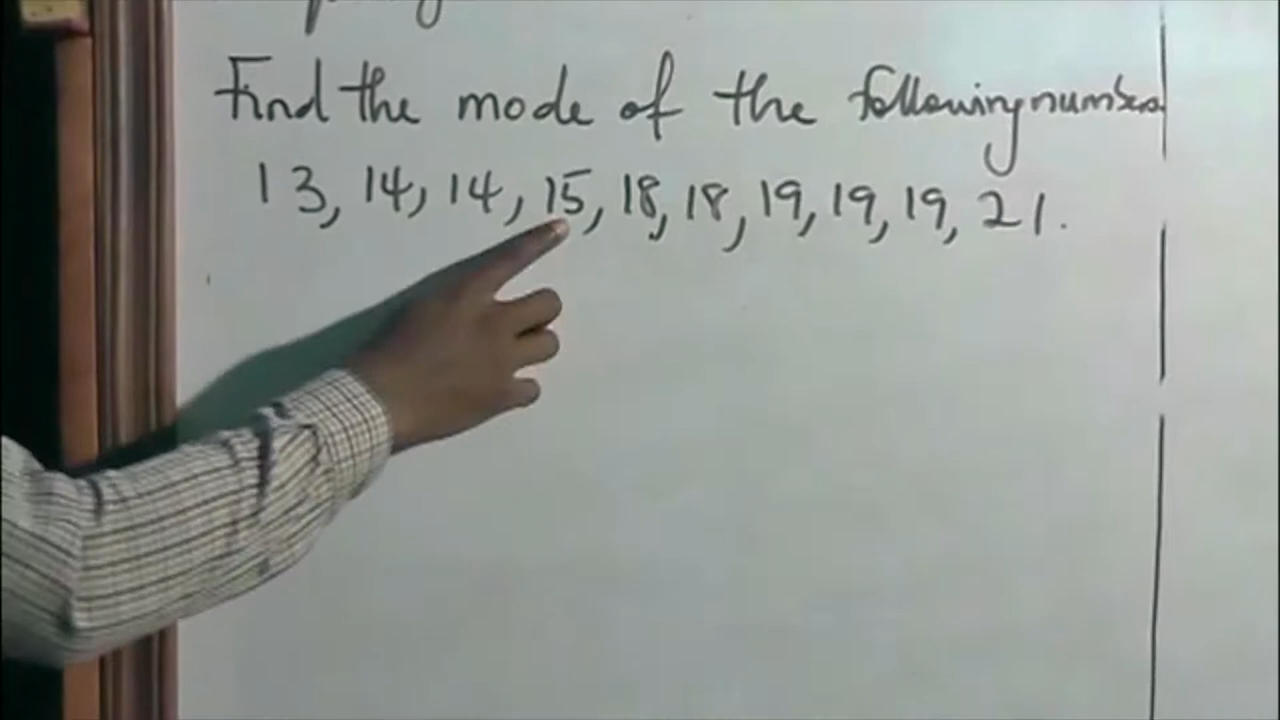 Find the mode of the following numbers
13, 14, 14, 15, 18, 18, 19, 19, 19, 21.